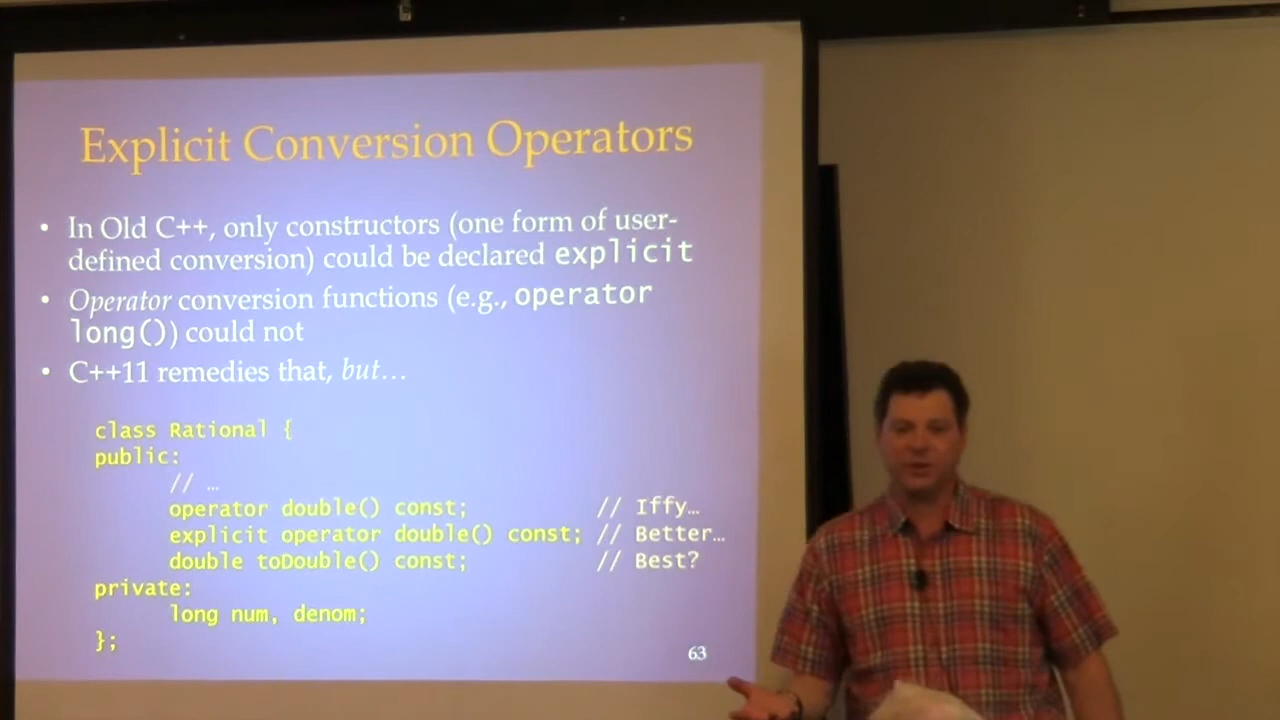 Explicit Conversion Operators
• In Old C++, only constructors (one form of user-
defined conversion) could be declared explicit
• Operator conversion functions (e.g., operator
long()) could not
• C++11 remedies that, but…
class Rational {
public:
// …
operator double() const; // Iffy…
explicit operator double() const; // Better…
double toDouble() const; // Best?
private:
long num, denom;
};
63